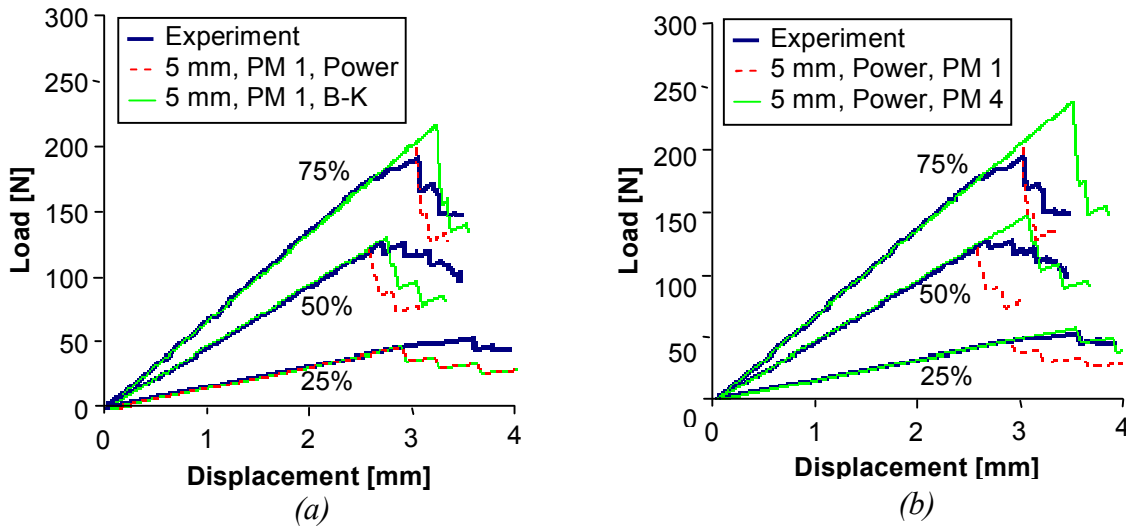 300
250
200
150
100
50
0
Load [N]
Experiment
5 mm, PM 1, Power
5 mm, PM 1, B-K
75%
50%
25%
0 1 2 3 4
Displacement [mm]
(a)
300
250
200
150
100
50
0
Load [N]
Experiment
5 mm, Power, PM 1
5 mm, Power, PM 4
75%
50%
25%
0 1 2 3 4
Displacement [mm]
(b)